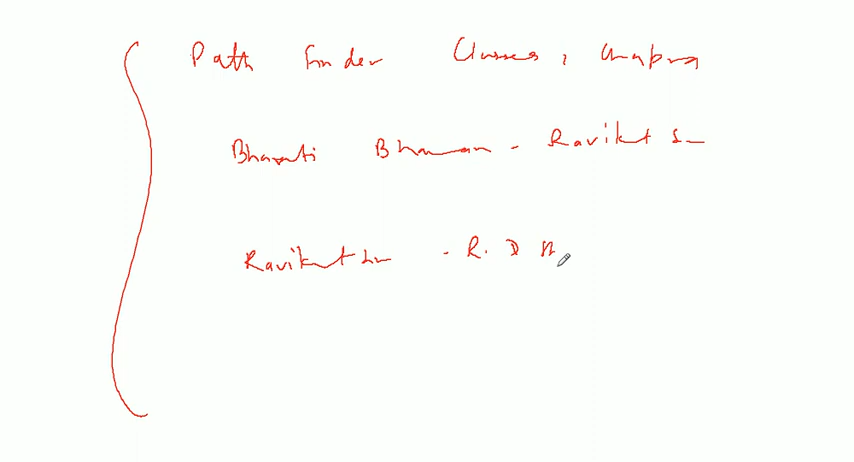 Path finder Classes, Chapra
Bharati Bhawan - Ravikant Sir
Ravikant Sir - R. D